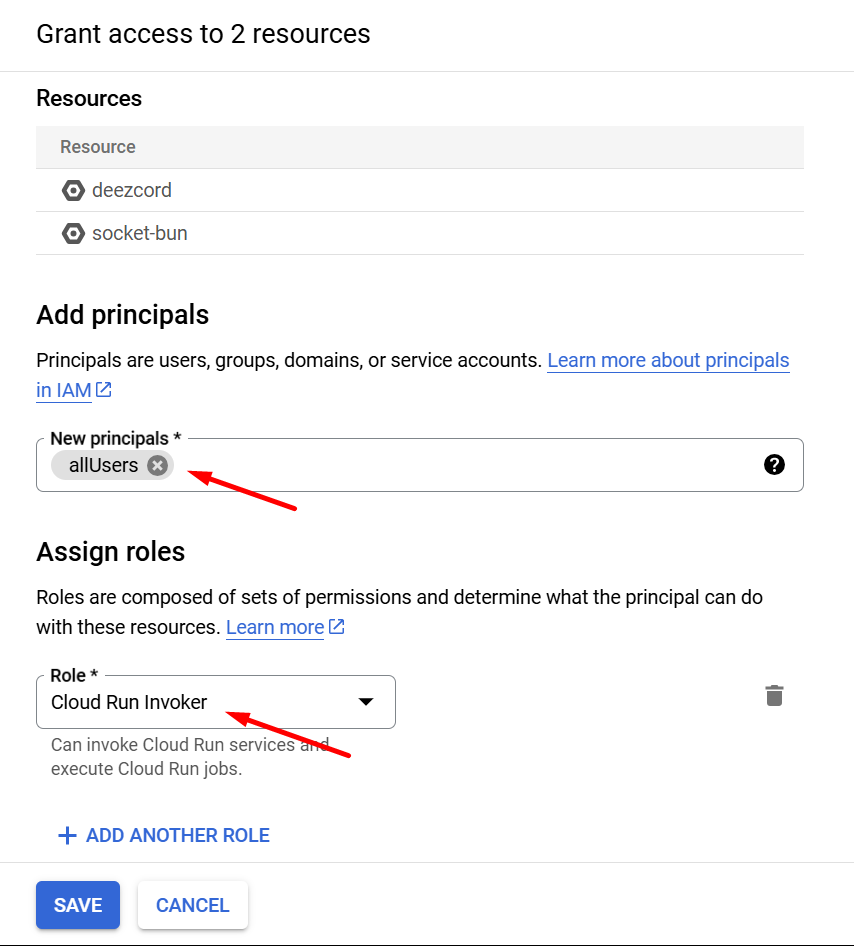 Grant access to 2 resources
Resources
Resource
deezcord
socket-bun
Add principals
Principals are users, groups, domains, or service accounts. Learn more about principals
in IAM
New principals *
allUsers
Assign roles
Roles are composed of sets of permissions and determine what the principal can do
with these resources. Learn more
Role *
Cloud Run Invoker
Can invoke Cloud Run services and
execute Cloud Run jobs.
+ ADD ANOTHER ROLE
SAVE CANCEL